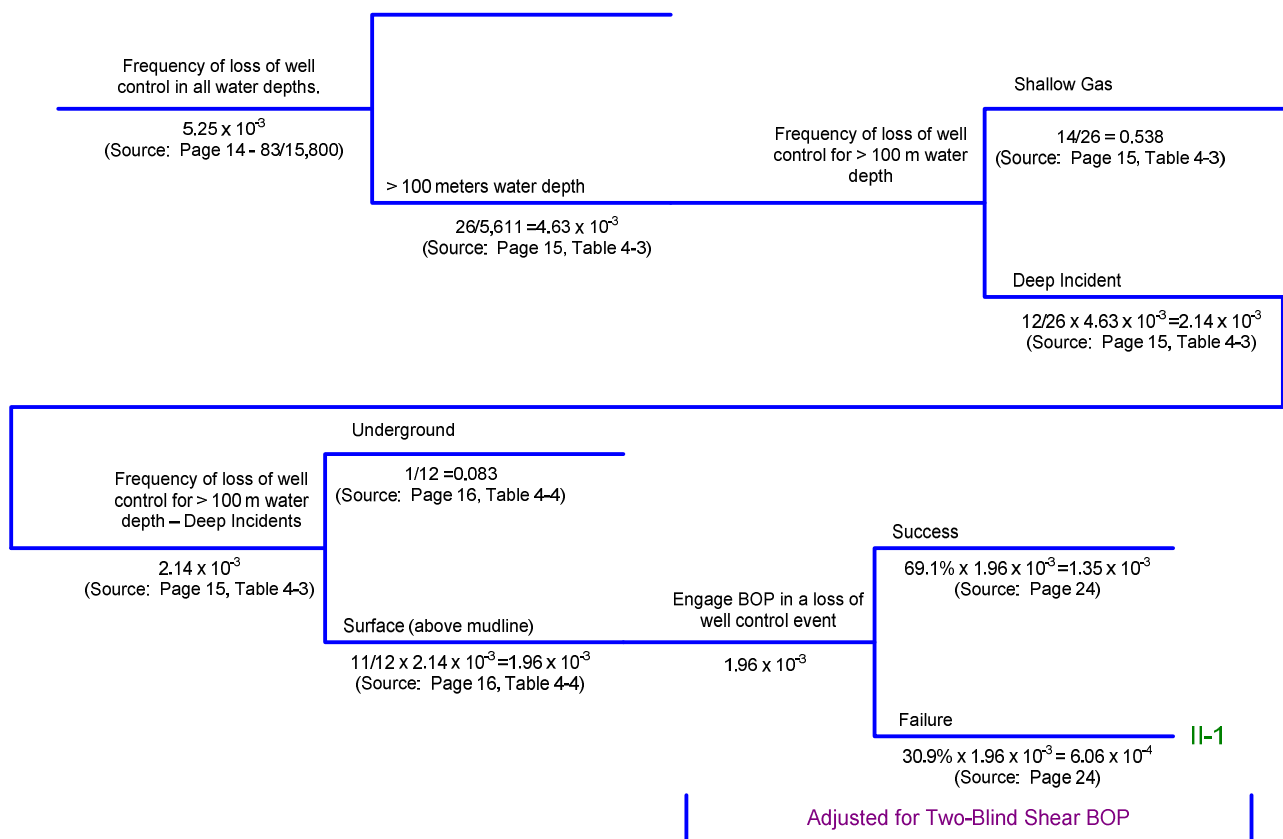 Frequency of loss of well
control in all water depths.
5.25 x 10⁻³
(Source: Page 14 - 83/15,800)
> 100 meters water depth
26/5,611 =4.63 x 10⁻³
(Source: Page 15, Table 4-3)
Frequency of loss of well
control for > 100 m water
depth
Shallow Gas
14/26 = 0.538
(Source: Page 15, Table 4-3)
Deep Incident
12/26 x 4.63 x 10⁻³ =2.14 x 10⁻³
(Source: Page 15, Table 4-3)
Frequency of loss of well
control for > 100 m water
depth – Deep Incidents
2.14 x 10⁻³
(Source: Page 15, Table 4-3)
Underground
1/12 =0.083
(Source: Page 16, Table 4-4)
Surface (above mudline)
11/12 x 2.14 x 10⁻³ =1.96 x 10⁻³
(Source: Page 16, Table 4-4)
Engage BOP in a loss of
well control event
1.96 x 10⁻³
Success
69.1% x 1.96 x 10⁻³ =1.35 x 10⁻³
(Source: Page 24)
Failure
30.9% x 1.96 x 10⁻³ = 6.06 x 10⁻⁴
(Source: Page 24)
II-1
Adjusted for Two-Blind Shear BOP